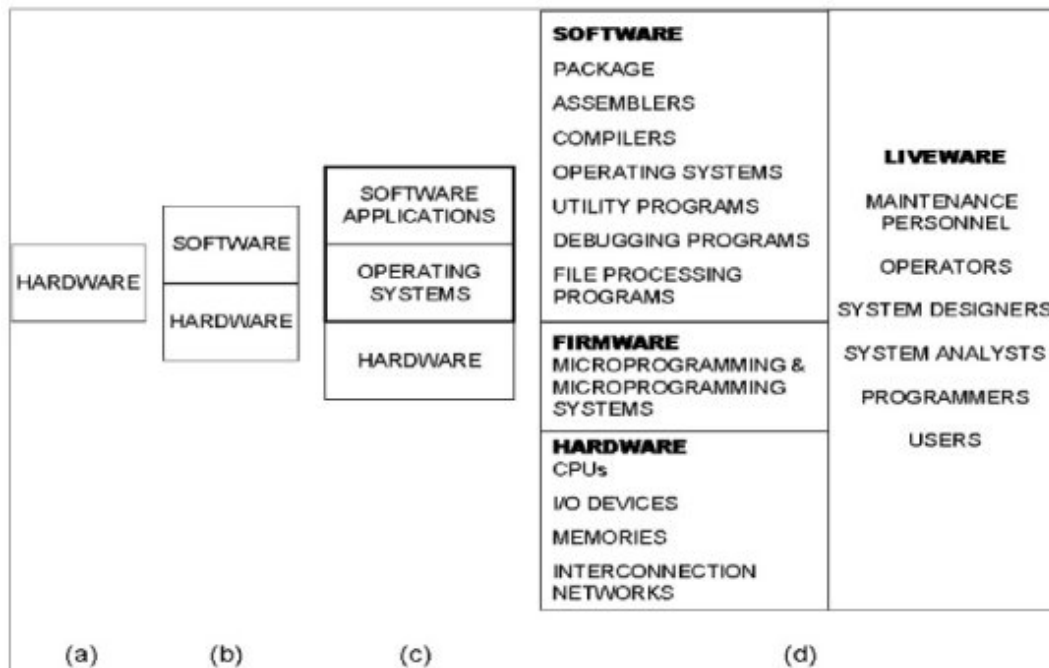 HARDWARE
SOFTWARE
HARDWARE
SOFTWARE
APPLICATIONS
OPERATING
SYSTEMS
HARDWARE
SOFTWARE
PACKAGE
ASSEMBLERS
COMPILERS
OPERATING SYSTEMS
UTILITY PROGRAMS
DEBUGGING PROGRAMS
FILE PROCESSING
PROGRAMS
FIRMWARE
MICROPROGRAMMING &
MICROPROGRAMMING
SYSTEMS
HARDWARE
CPUs
I/O DEVICES
MEMORIES
INTERCONNECTION
NETWORKS
LIVEWARE
MAINTENANCE
PERSONNEL
OPERATORS
SYSTEM DESIGNERS
SYSTEM ANALYSTS
PROGRAMMERS
USERS
(a)
(b)
(c)
(d)